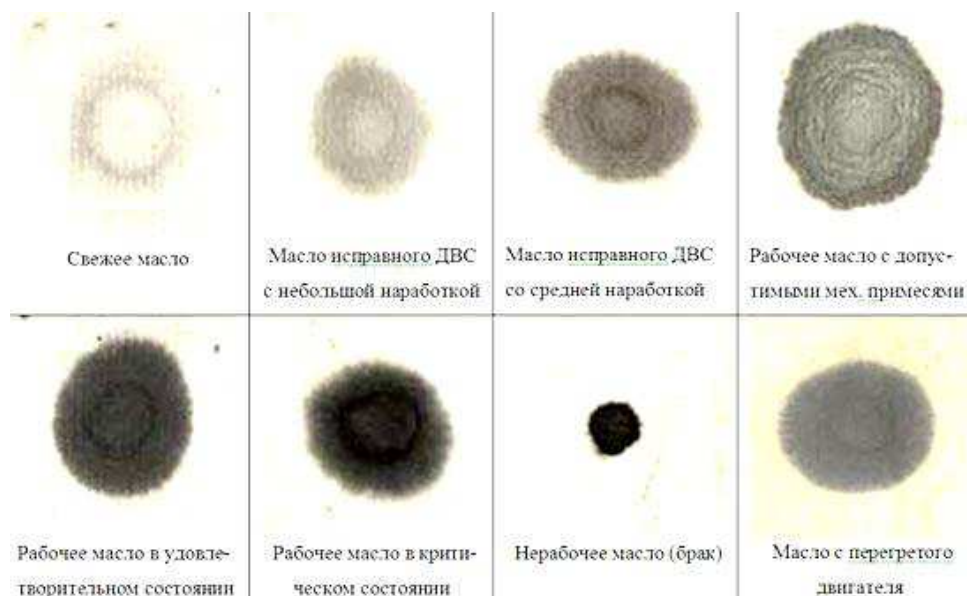 Свежее масло
Масло исправного ДВС
с небольшой наработкой
Масло исправного ДВС
со средней наработкой
Рабочее масло с допус-
тимыми мех. примесями
Рабочее масло в удовле-
творительном состоянии
Рабочее масло в крити-
ческом состоянии
Нерабочее масло (брак)
Масло с перегретого
двигателя